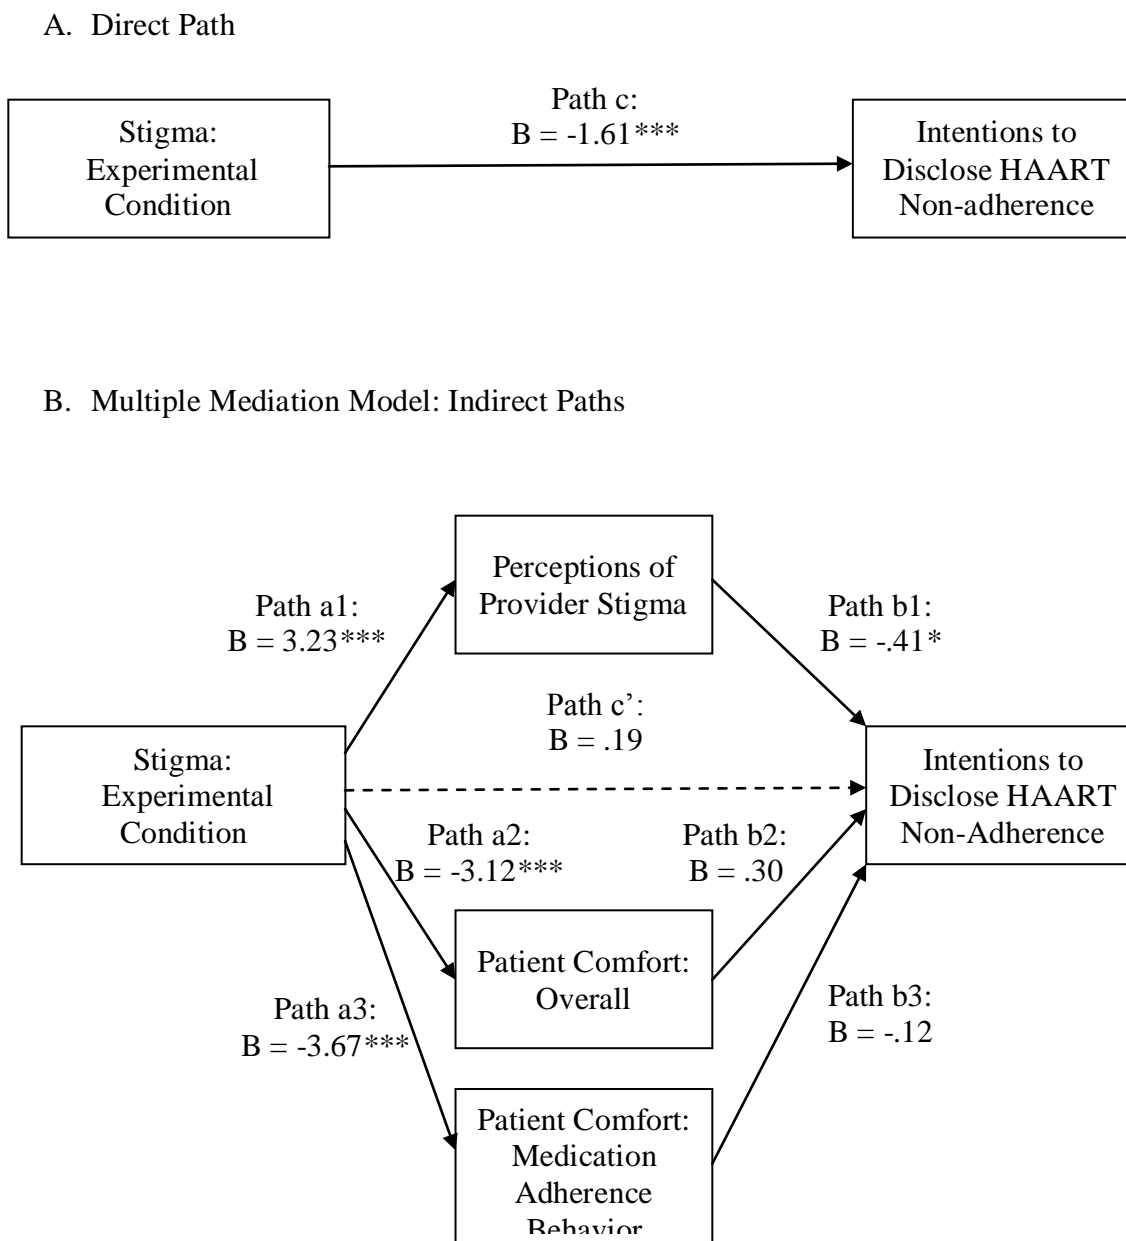 A. Direct Path
Path c:
B = -1.61***
Stigma:
Experimental
Condition
Intentions to
Disclose HAART
Non-adherence
B. Multiple Mediation Model: Indirect Paths
Perceptions of
Provider Stigma
Path a1:
B = 3.23***
Path b1:
B = -.41*
Path c’:
B = .19
Stigma:
Experimental
Condition
Intentions to
Disclose HAART
Non-Adherence
Path a2:
B = -3.12***
Path b2:
B = .30
Patient Comfort:
Overall
Path a3:
B = -3.67***
Path b3:
B = -.12
Patient Comfort:
Medication
Adherence
Behavior